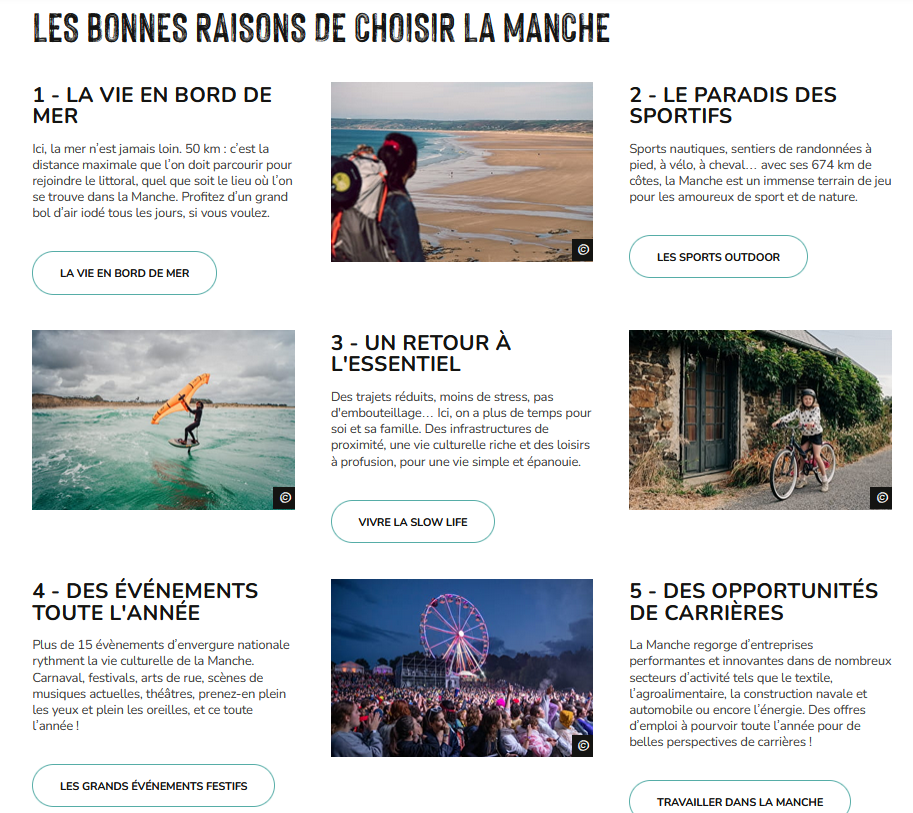 LES BONNES RAISONS DE CHOISIR LA MANCHE
1 - LA VIE EN BORD DE
MER
Ici, la mer n'est jamais loin. 50 km : c'est la
distance maximale que l'on doit parcourir pour
rejoindre le littoral, quel que soit le lieu où l'on
se trouve dans la Manche. Profitez d'un grand
bol d'air iodé tous les jours, si vous voulez.
LA VIE EN BORD DE MER
©
2 - LE PARADIS DES
SPORTIFS
Sports nautiques, sentiers de randonnées à
pied, à vélo, à cheval… avec ses 674 km de
côtes, la Manche est un immense terrain de jeu
pour les amoureux de sport et de nature.
LES SPORTS OUTDOOR
©
3 - UN RETOUR À
L'ESSENTIEL
Des trajets réduits, moins de stress, pas
d'embouteillage… Ici, on a plus de temps pour
soi et sa famille. Des infrastructures de
proximité, une vie culturelle riche et des loisirs
à profusion, pour une vie simple et épanouie.
VIVRE LA SLOW LIFE
©
4 - DES ÉVÉNEMENTS
TOUTE L'ANNÉE
Plus de 15 évènements d'envergure nationale
rythment la vie culturelle de la Manche.
Carnaval, festivals, arts de rue, scènes de
musiques actuelles, théâtres, prenez-en plein
les yeux et plein les oreilles, et ce toute
l'année !
LES GRANDS ÉVÉNEMENTS FESTIFS
©
5 - DES OPPORTUNITÉS
DE CARRIÈRES
La Manche regorge d'entreprises
performantes et innovantes dans de nombreux
secteurs d'activité tels que le textile,
l'agroalimentaire, la construction navale et
automobile ou encore l'énergie. Des offres
d'emploi à pourvoir toute l'année pour de
belles perspectives de carrières !
TRAVAILLER DANS LA MANCHE